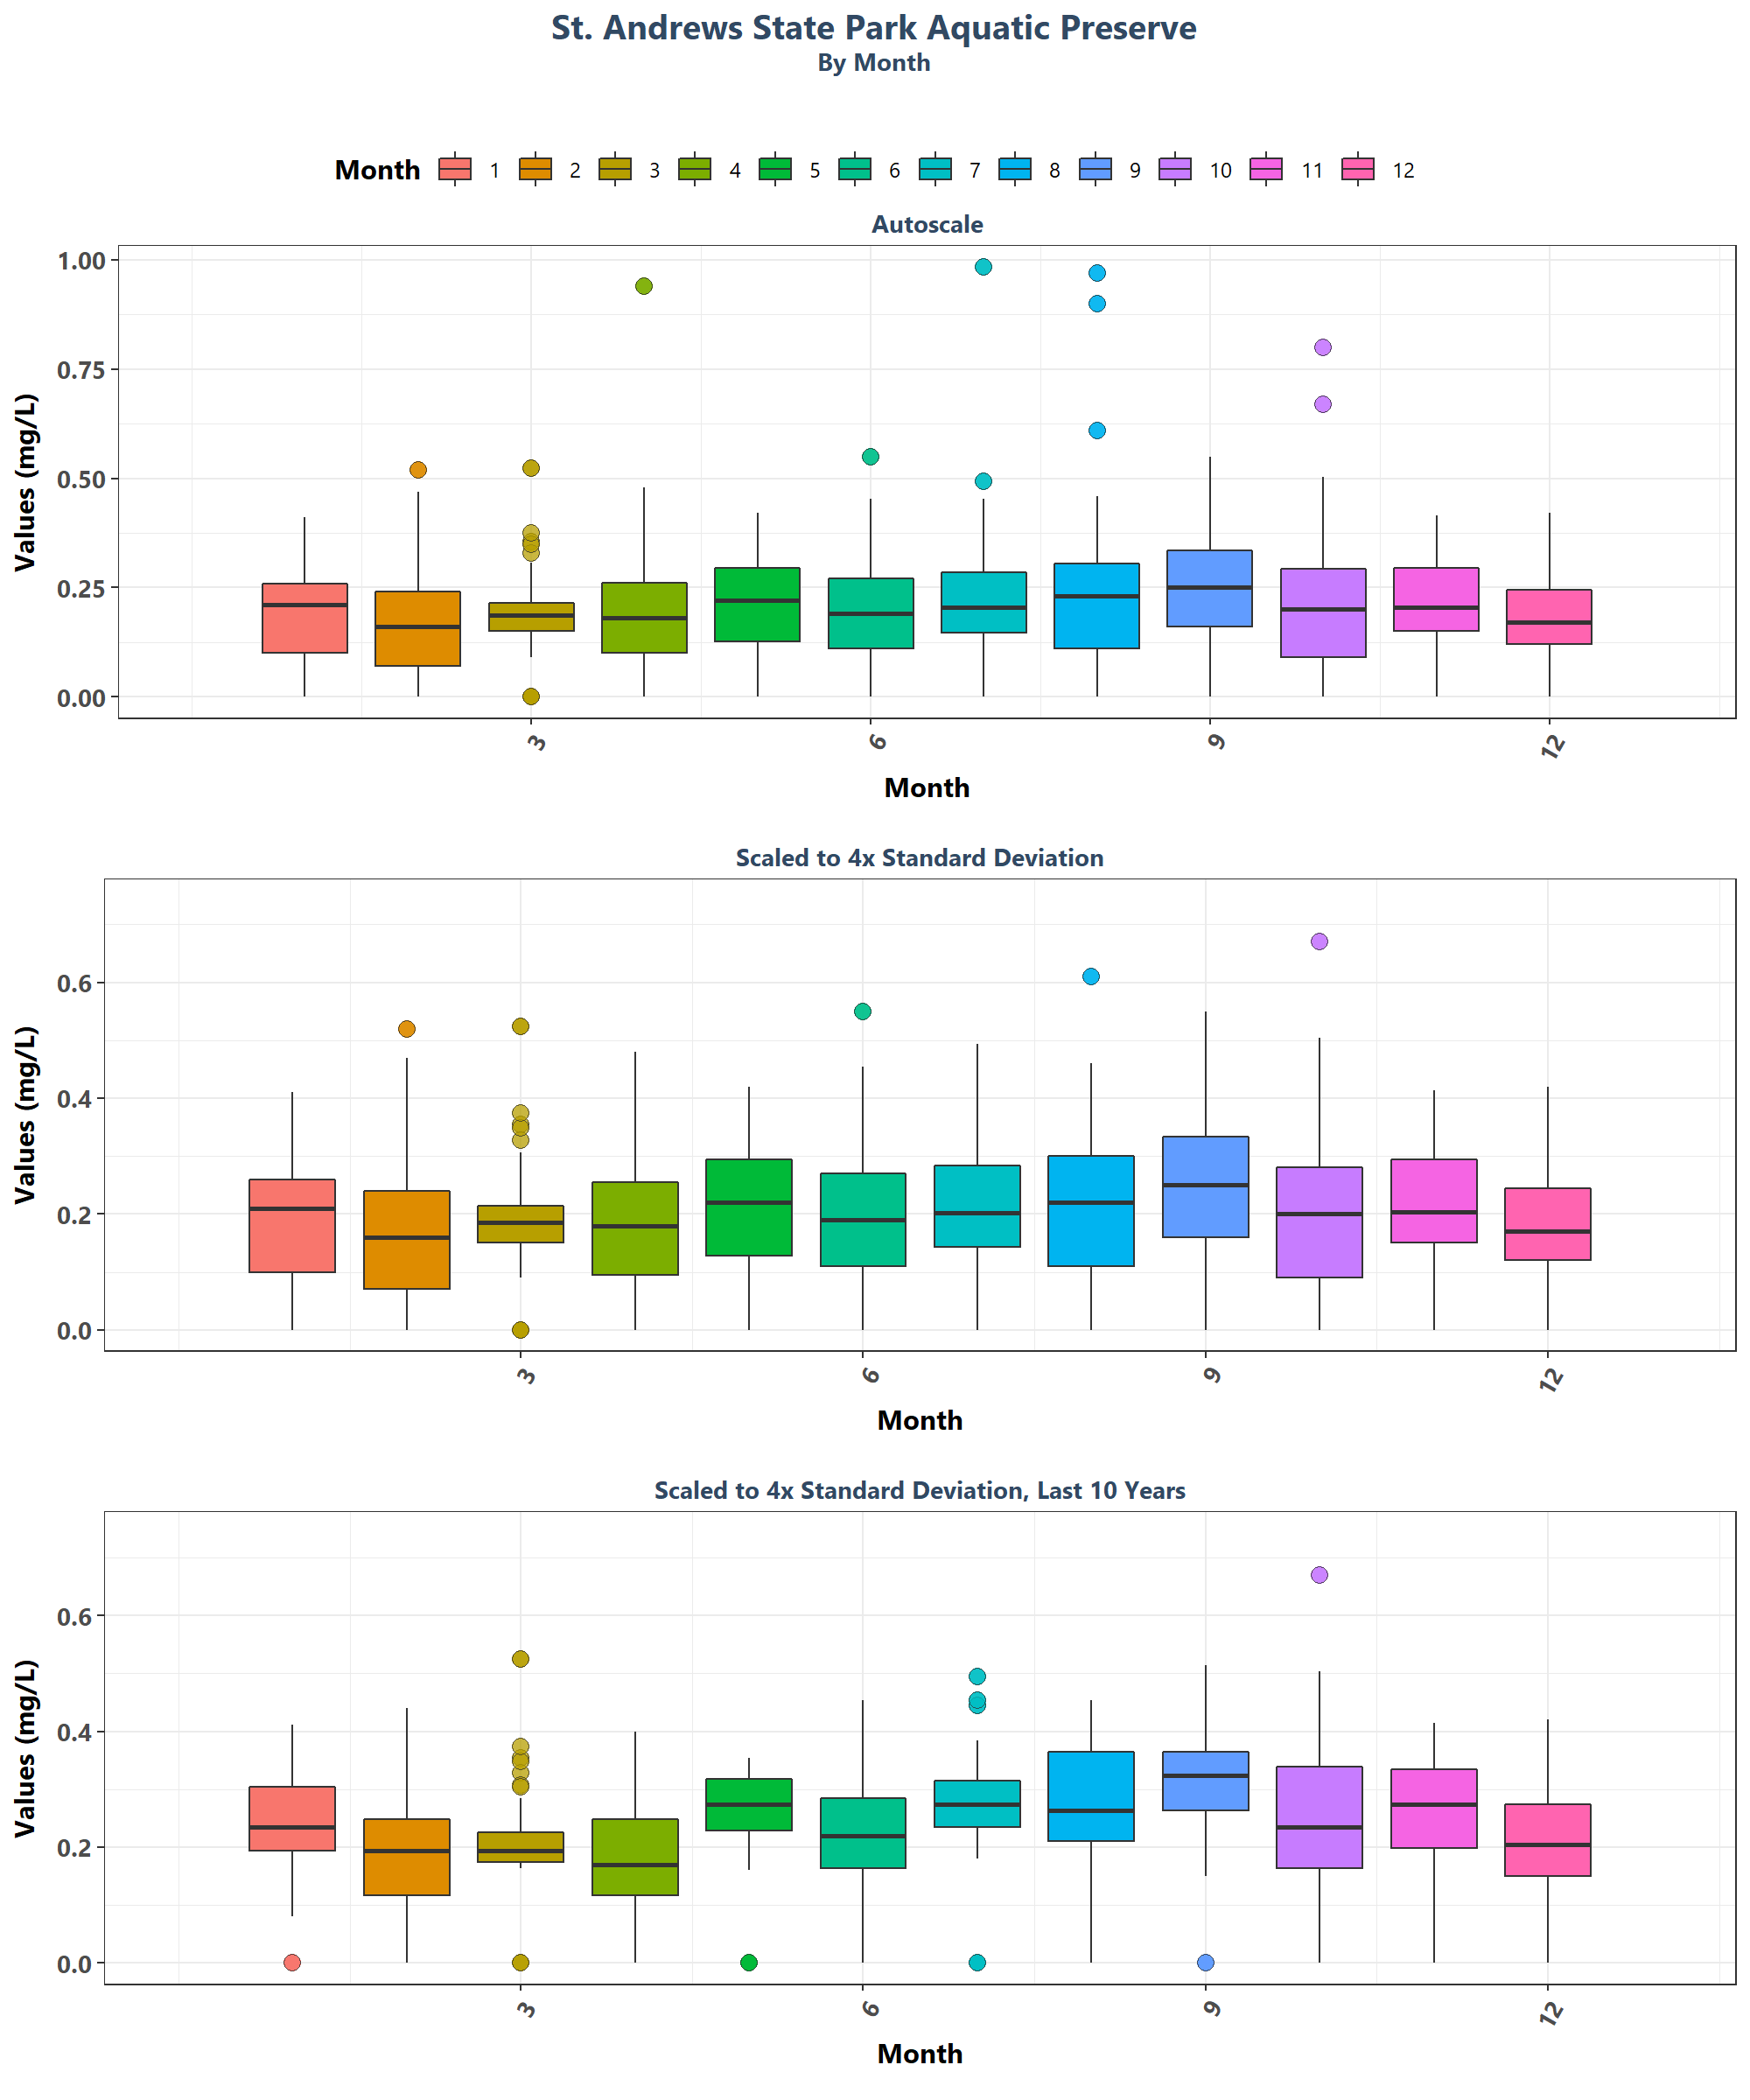 St. Andrews State Park Aquatic Preserve
By Month
Month 1 2 3 4 5 6 7 8 9 10 11 12
Autoscale
Values (mg/L)
1.00
0.75
0.50
0.25
0.00
3 6 9 12
Month
Scaled to 4x Standard Deviation
Values (mg/L)
0.6
0.4
0.2
0.0
3 6 9 12
Month
Scaled to 4x Standard Deviation, Last 10 Years
Values (mg/L)
0.6
0.4
0.2
0.0
3 6 9 12
Month